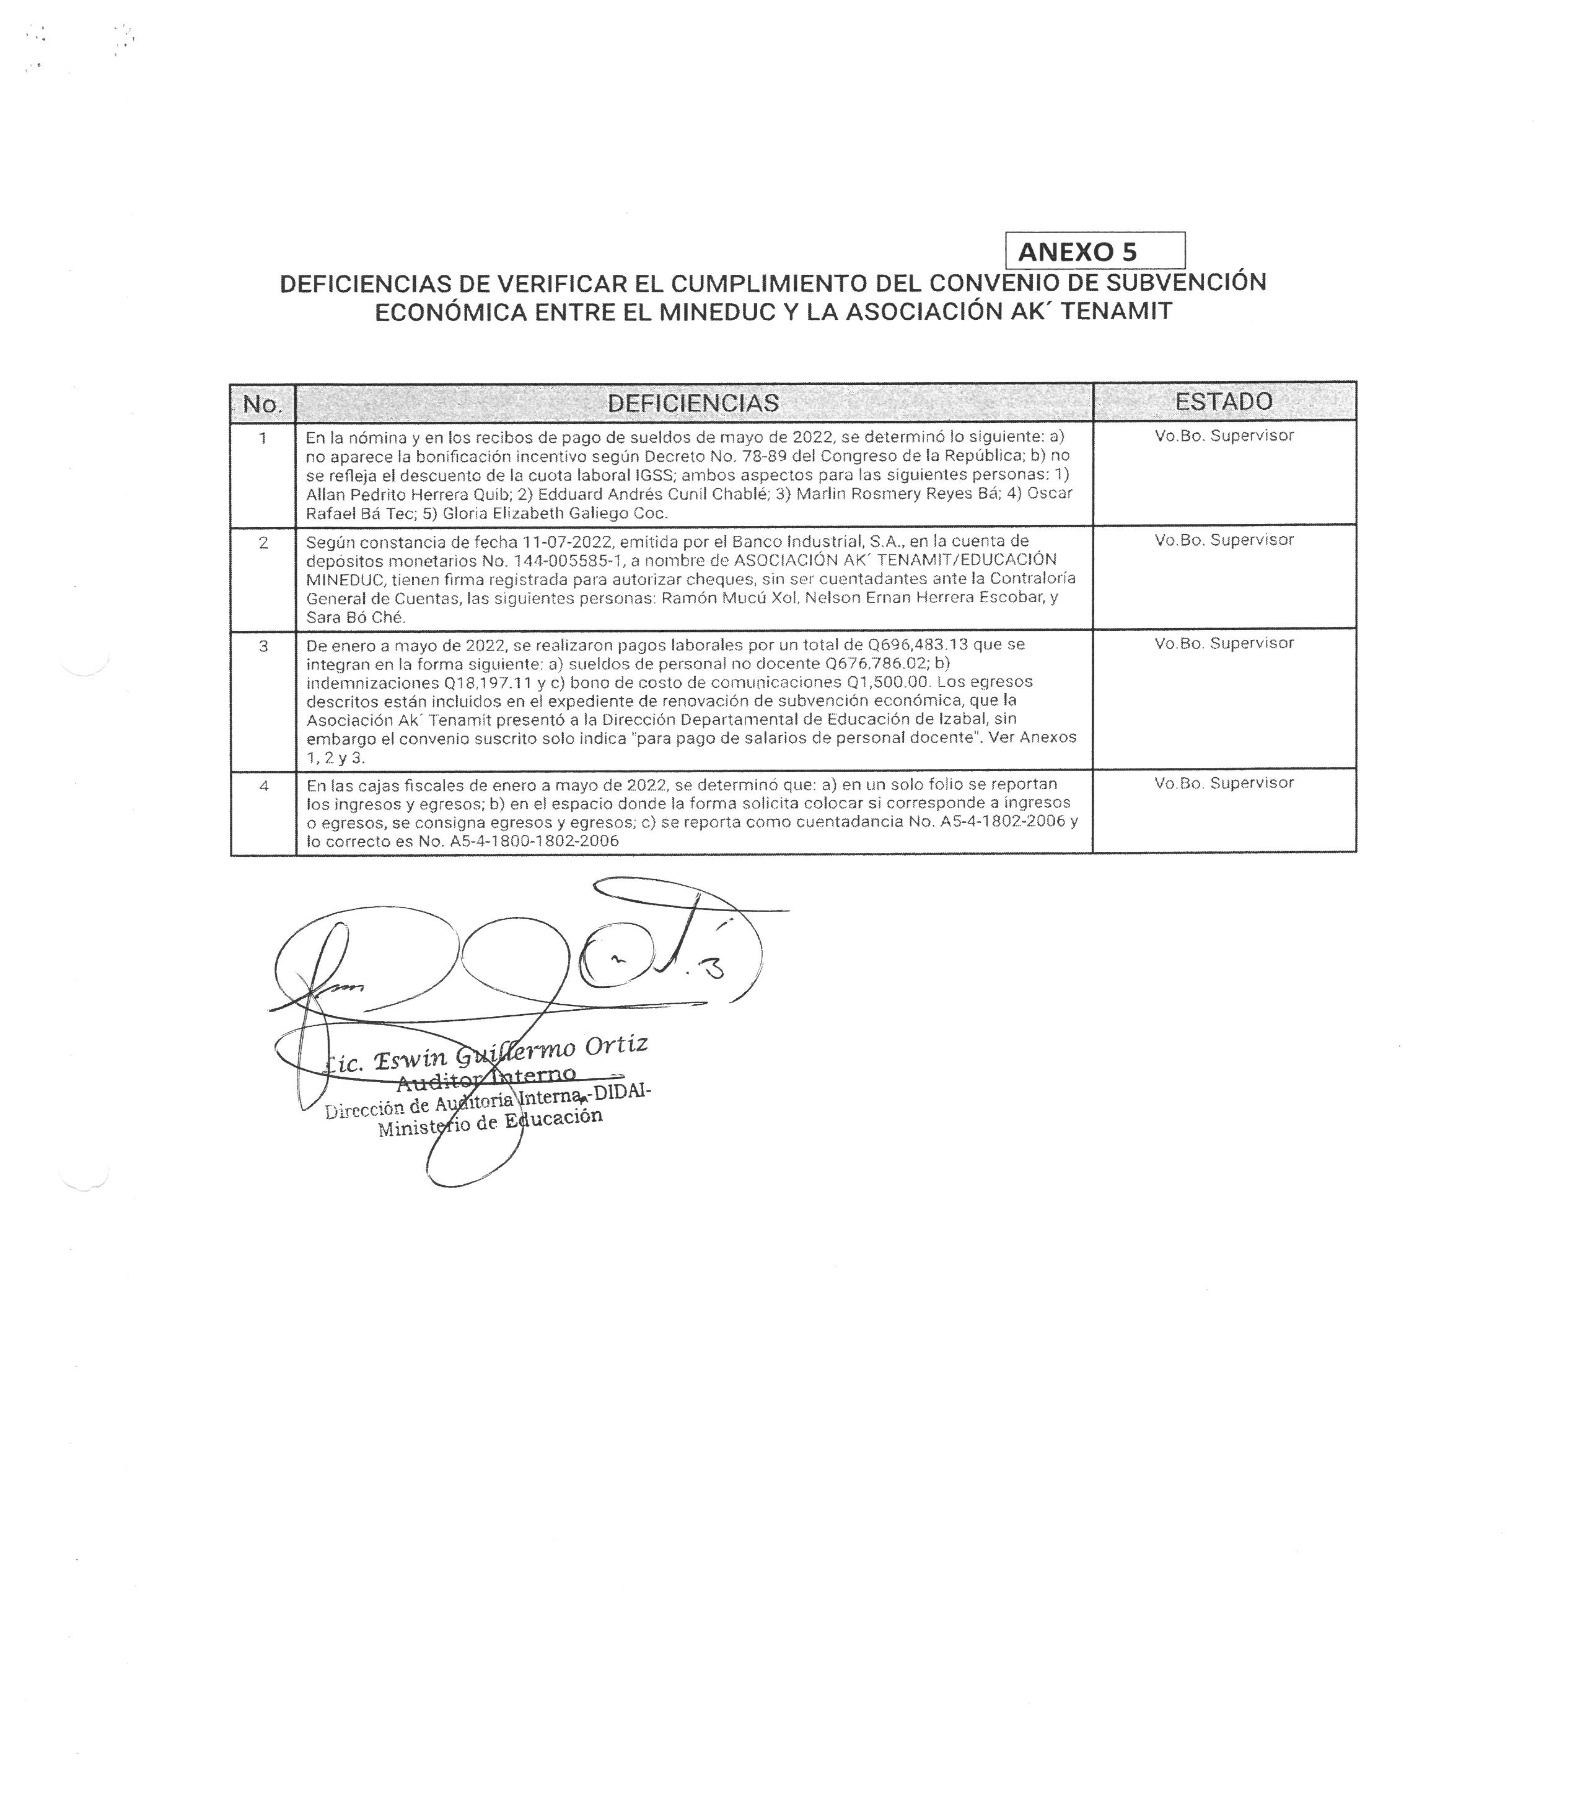 ANEXO 5
DEFICIENCIAS DE VERIFICAR EL CUMPLIMIENTO DEL CONVENIO DE SUBVENCIÓN
ECONÓMICA ENTRE EL MINEDUC Y LA ASOCIACIÓN AK´ TENAMIT
No. DEFICIENCIAS ESTADO
1 En la nómina y en los recibos de pago de sueldos de mayo de 2022, se determinó lo siguiente: a) Vo.Bo. Supervisor
no aparece la bonificación incentivo según Decreto No. 78-89 del Congreso de la República; b) no
se refleja el descuento de la cuota laboral IGSS; ambos aspectos para las siguientes personas: 1)
Allan Pedrito Herrera Quib; 2) Edduard Andrés Cunil Chablé; 3) Marlin Rosmery Reyes Bá; 4) Oscar
Rafael Bá Tec; 5) Gloria Elizabeth Galiego Coc.
2 Según constancia de fecha 11-07-2022, emitida por el Banco Industrial, S.A., en la cuenta de Vo.Bo. Supervisor
depósitos monetarios No. 144-005585-1, a nombre de ASOCIACIÓN AK´ TENAMIT/EDUCACIÓN
MINEDUC, tienen firma registrada para autorizar cheques, sin ser cuentadantes ante la Contraloría
General de Cuentas, las siguientes personas: Ramón Mucú Xol, Nelson Ernan Herrera Escobar, y
Sara Bó Ché.
3 De enero a mayo de 2022, se realizaron pagos laborales por un total de Q696,483.13 que se Vo.Bo. Supervisor
integran en la forma siguiente: a) sueldos de personal no docente Q676,786.02; b)
indemnizaciones Q18,197.11 y c) bono de costo de comunicaciones Q1,500.00. Los egresos
descritos están incluidos en el expediente de renovación de subvención económica, que la
Asociación Ak´ Tenamit presentó a la Dirección Departamental de Educación de Izabal, sin
embargo el convenio suscrito solo indica "para pago de salarios de personal docente". Ver Anexos
1, 2 y 3.
4 En las cajas fiscales de enero a mayo de 2022, se determinó que: a) en un solo folio se reportan Vo.Bo. Supervisor
los ingresos y egresos; b) en el espacio donde la forma solicita colocar si corresponde a ingresos
o egresos, se consigna egresos y egresos; c) se reporta como cuentadancia No. A5-4-1802-2006 y
lo correcto es No. A5-4-1800-1802-2006
Lic. Eswin Guillermo Ortiz
Auditor Interno
Dirección de Auditoria Interna -DIDAI-
Ministerio de Educación